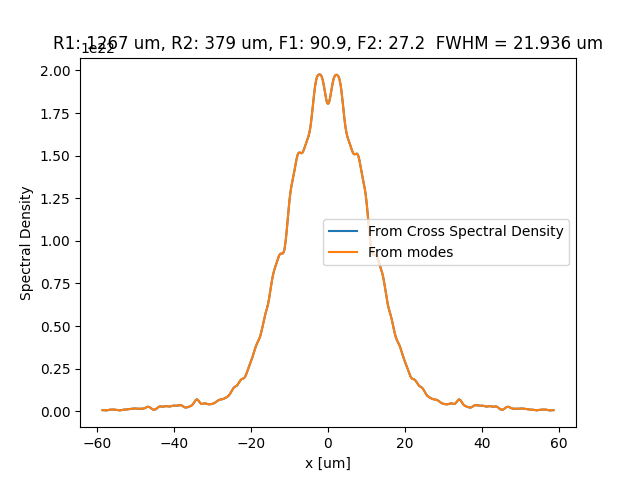 R1: 1267 um, R2: 379 um, F1: 90.9, F2: 27.2  FWHM = 21.936 um
1e22
2.00
1.75
1.50
1.25
1.00
0.75
0.50
0.25
0.00
Spectral Density
From Cross Spectral Density
From modes
−60 −40 −20 0 20 40 60
x [um]